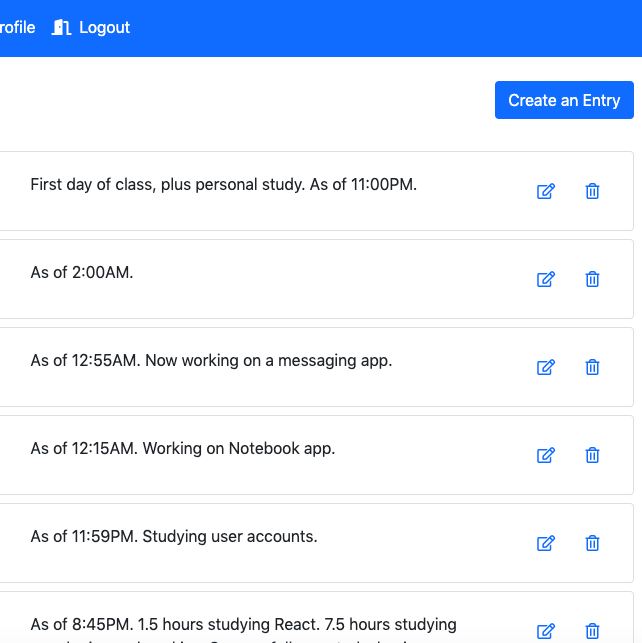 rofile Logout
Create an Entry
First day of class, plus personal study. As of 11:00PM.
As of 2:00AM.
As of 12:55AM. Now working on a messaging app.
As of 12:15AM. Working on Notebook app.
As of 11:59PM. Studying user accounts.
As of 8:45PM. 1.5 hours studying React. 7.5 hours studying